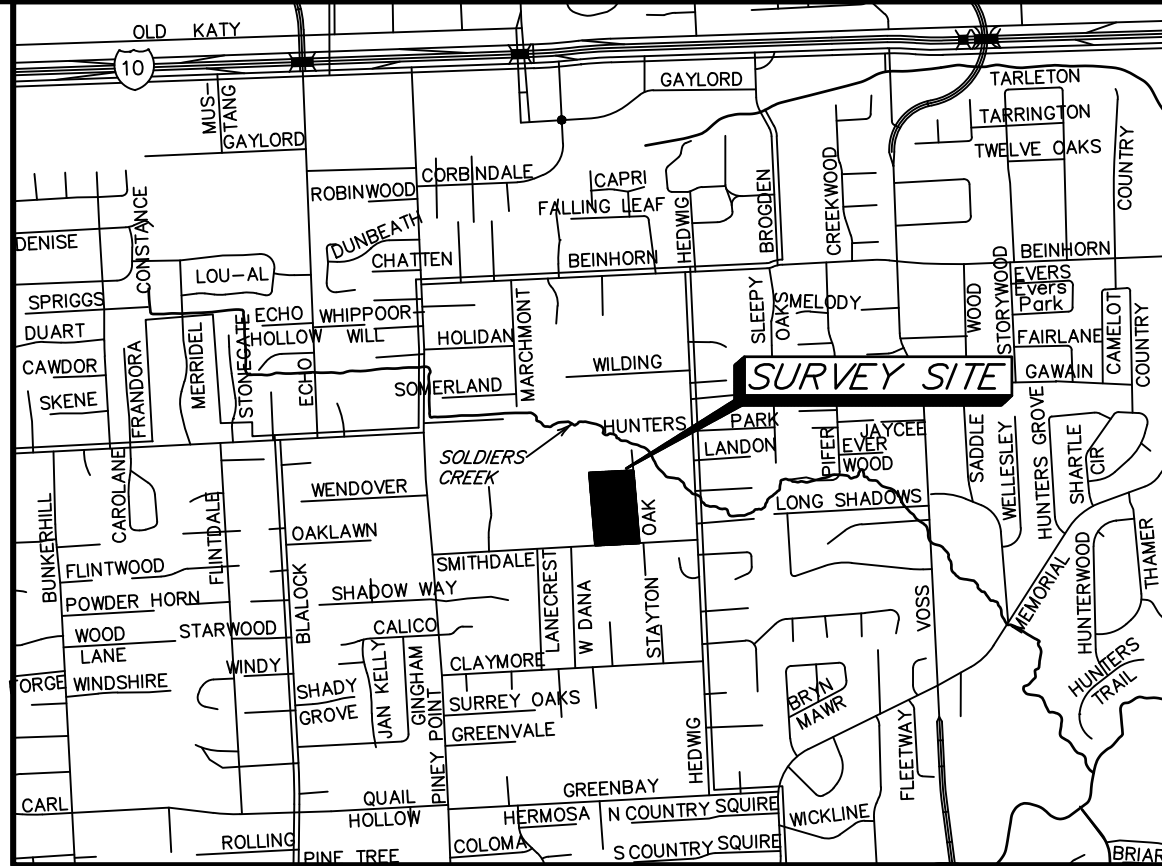 OLD KATY
10
GAYLORD
TARLETON
MUS-
TANG
TARRINGTON
GAYLORD
TWELVE OAKS
COUNTRY
CORBINDALE
CAPRI
ROBINWOOD
FALLING LEAF
HEDWIG
BROGDEN
CREEKWOOD
CONSTANCE
DUNBEATH
DENISE
CHATTEN
BEINHORN
BEINHORN
LOU-AL
EVERS
Evers
Park
SPRIGGS
ECHO
HOLLOW
WHIPPOOR-
WILL
MARCHMONT
SLEEPY
OAKS
MELODY
WOOD
STORYWOOD
DUART
HOLIDAN
FAIRLANE
CAMELOT
COUNTRY
CAWDOR
FRANDORA
MERRIDEL
STONEGATE
ECHO
WILDING
SURVEY SITE
GAWAIN
SKENE
SOMERLAND
HUNTERS
PARK
LANDON
PIFER
JAYCEE
EVER
WOOD
SADDLE
WELLESLEY
HUNTERS GROVE
SHARTLE
CIR
SOLDIERS
CREEK
CAROLANE
WENDOVER
LONG SHADOWS
BUNKERHILL
FLINTDALE
OAKLAWN
OAK
FLINTWOOD
SMITHDALE
LANECREST
W DANA
STAYTON
MEMORIAL
HUNTERWOOD
THAMER
POWDER HORN
BLALOCK
SHADOW WAY
VOSS
WOOD
LANE
STARWOOD
CALICO
WINDY
JAN KELLY
GINGHAM
CLAYMORE
HUNTERS
TRAIL
FORGE
WINDSHIRE
SHADY
GROVE
PINEY POINT
SURREY OAKS
BRYN
MAWR
GREENVALE
HEDWIG
FLEETWAY
GREENBAY
CARL
QUAIL
HOLLOW
HERMOSA
N COUNTRY SQUIRE
WICKLINE
ROLLING
PINE TREE
COLOMA
S COUNTRY SQUIRE
BRIAR